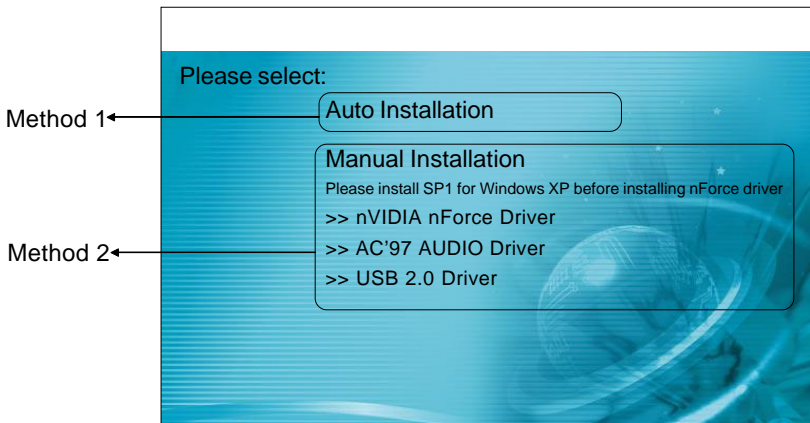 Please select:
Method 1
Auto Installation
Manual Installation
Please install SP1 for Windows XP before installing nForce driver
>> nVIDIA nForce Driver
Method 2
>> AC’97 AUDIO Driver
>> USB 2.0 Driver